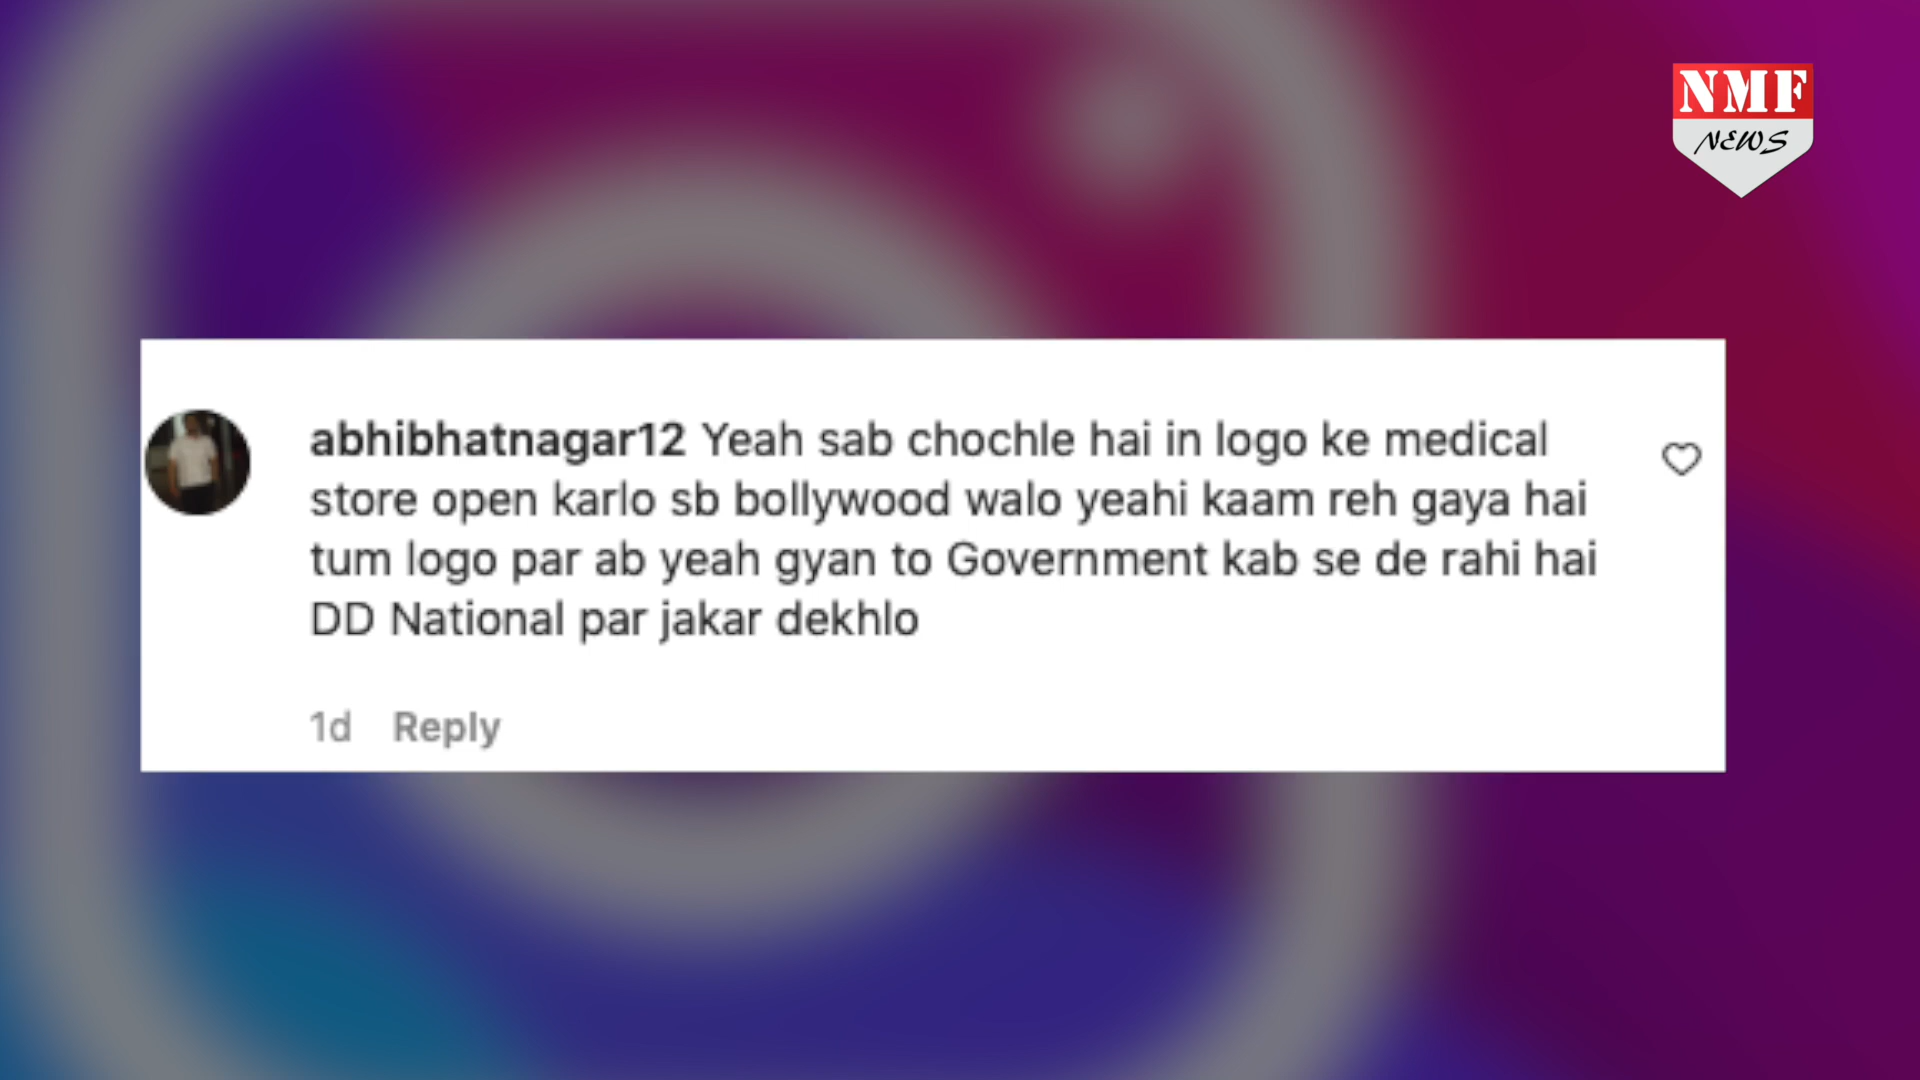 NMF
NEWS
abhibhatnagar12 Yeah sab chochle hai in logo ke medical
store open karlo sb bollywood walo yeahi kaam reh gaya hai
tum logo par ab yeah gyan to Government kab se de rahi hai
DD National par jakar dekhlo
1d Reply